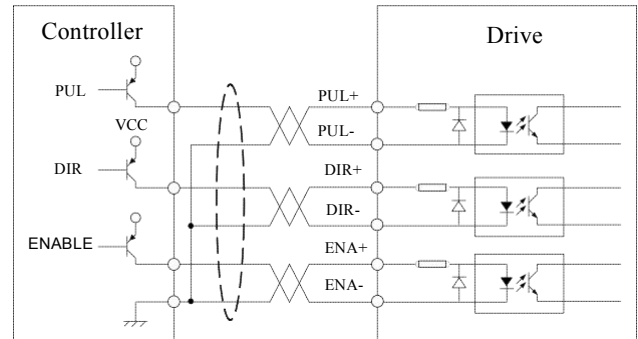 Controller
Drive
PUL
PUL+
PUL-
VCC
DIR
DIR+
DIR-
ENABLE
ENA+
ENA-